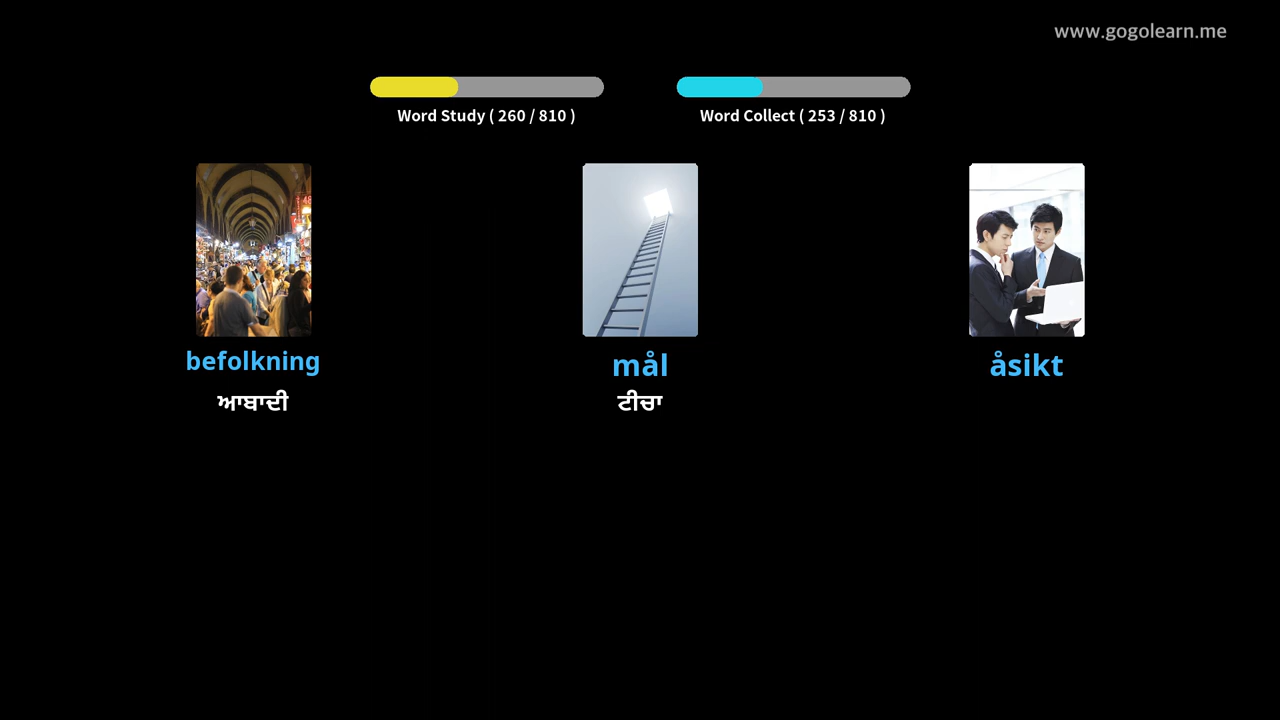 www.gogolearn.me
Word Study ( 260 / 810 )
Word Collect ( 253 / 810 )
befolkning
mål
åsikt
ਆਬਾਦੀ
ਟੀਚਾ